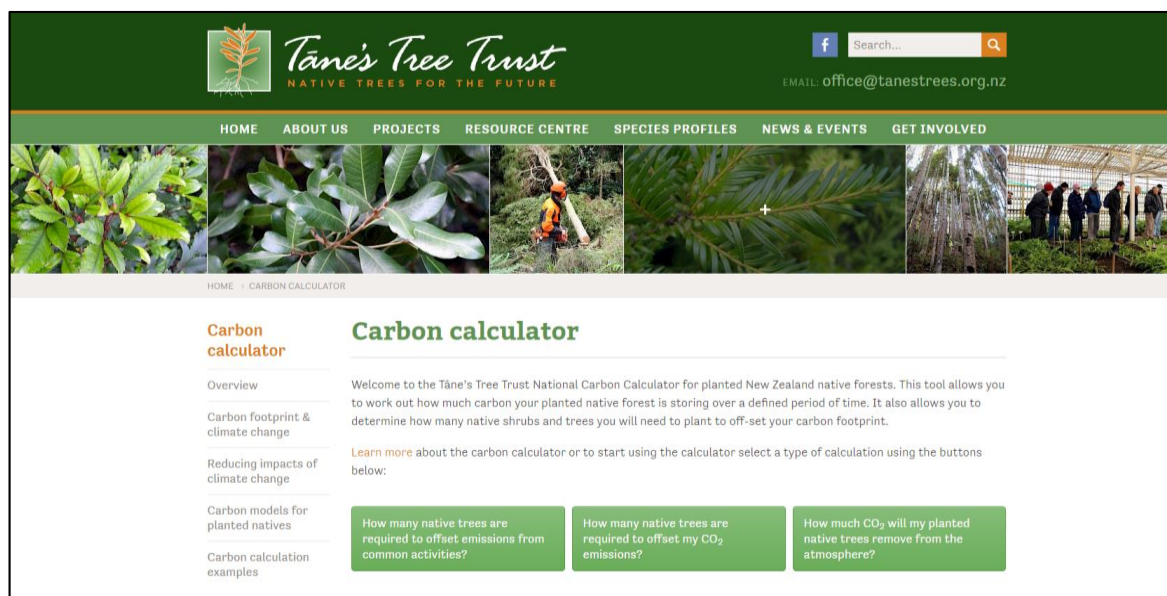 Tāne's Tree Trust
NATIVE TREES FOR THE FUTURE
f
Search...
EMAIL: office@tanestrees.org.nz
HOME ABOUT US PROJECTS RESOURCE CENTRE SPECIES PROFILES NEWS & EVENTS GET INVOLVED
HOME › CARBON CALCULATOR
Carbon
calculator
Overview
Carbon footprint &
climate change
Reducing impacts of
climate change
Carbon models for
planted natives
Carbon calculation
examples
Carbon calculator
Welcome to the Tāne's Tree Trust National Carbon Calculator for planted New Zealand native forests. This tool allows you
to work out how much carbon your planted native forest is storing over a defined period of time. It also allows you to
determine how many native shrubs and trees you will need to plant to off-set your carbon footprint.
Learn more about the carbon calculator or to start using the calculator select a type of calculation using the buttons
below:
How many native trees are
required to offset emissions from
common activities?
How many native trees are
required to offset my CO₂
emissions?
How much CO₂ will my planted
native trees remove from the
atmosphere?